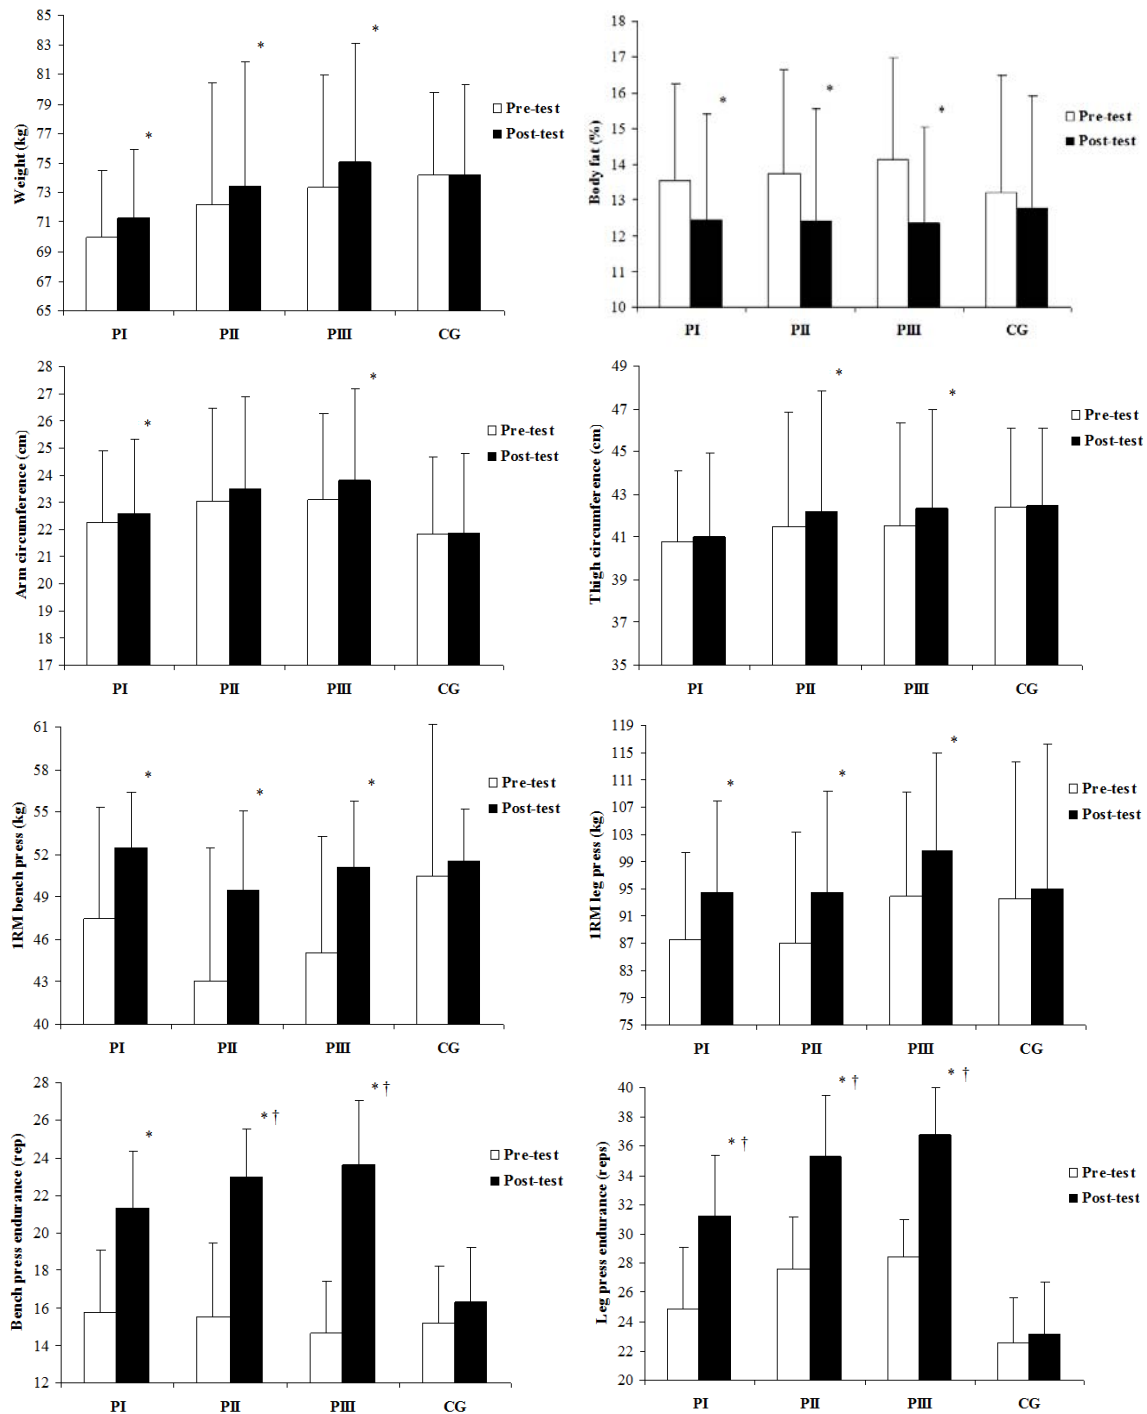 Weight (kg)
85
83
81
79
77
75
73
71
69
67
65
*
*
*
Pre-test
Post-test
PI
PII
PIII
CG
Body fat (%)
18
17
16
15
14
13
12
11
10
*
*
*
Pre-test
Post-test
PI
PII
PIII
CG
Arm circumference (cm)
28
27
26
25
24
23
22
21
20
19
18
17
*
*
Pre-test
Post-test
PI
PII
PIII
CG
Thigh circumference (cm)
49
47
45
43
41
39
37
35
*
*
Pre-test
Post-test
PI
PII
PIII
CG
1RM bench press (kg)
61
58
55
52
49
46
43
40
*
*
*
Pre-test
Post-test
PI
PII
PIII
CG
1RM leg press (kg)
119
115
111
107
103
99
95
91
87
83
79
75
*
*
*
Pre-test
Post-test
PI
PII
PIII
CG
Bench press endurance (rep)
28
26
24
22
20
18
16
14
12
*
* †
* †
Pre-test
Post-test
PI
PII
PIII
CG
Leg press endurance (reps)
40
38
36
34
32
30
28
26
24
22
20
* †
* †
* †
Pre-test
Post-test
PI
PII
PIII
CG